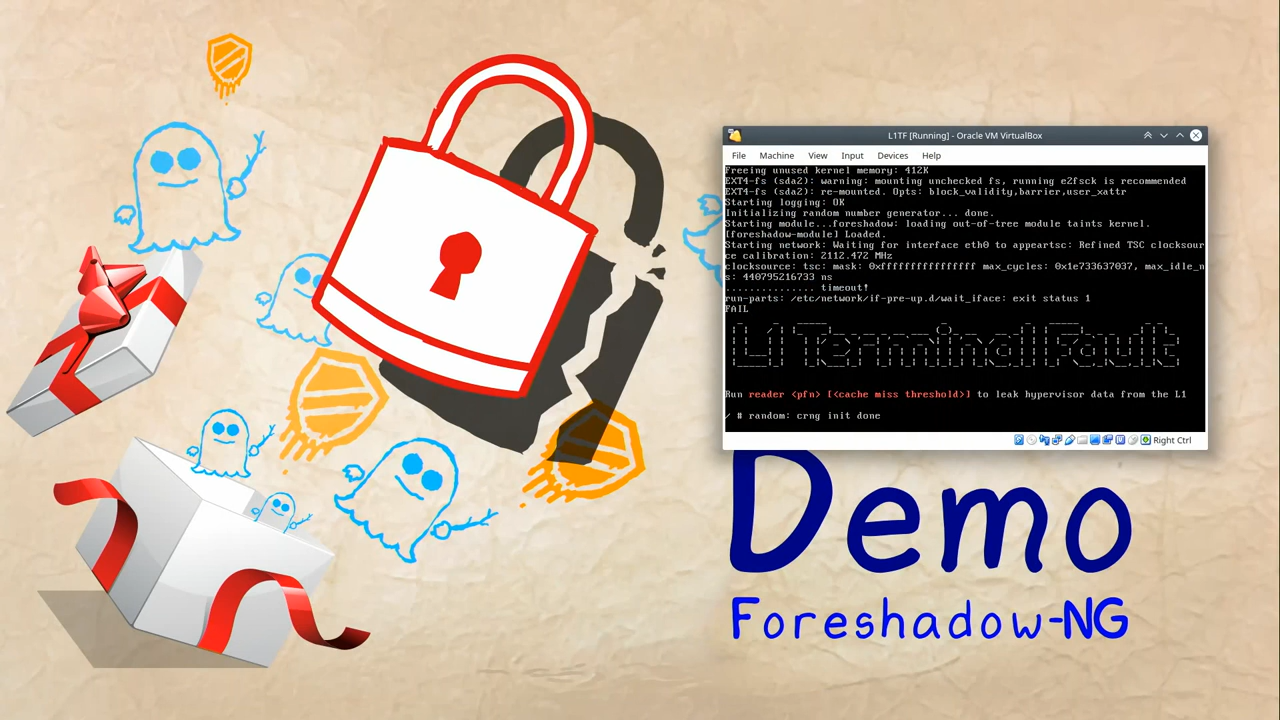 L1TF [Running] - Oracle VM VirtualBox
File Machine View Input Devices Help
Freeing unused kernel memory: 412K
EXT4-fs (sda2): warning: mounting unchecked fs, running e2fsck is recommended
EXT4-fs (sda2): re-mounted. Opts: block_validity,barrier,user_xattr
Starting logging: OK
Initializing random number generator... done.
Starting module...foreshadow: loading out-of-tree module taints kernel.
[foreshadow-module] Loaded.
Starting network: Waiting for interface eth0 to appeartsc: Refined TSC clocksour
ce calibration: 2112.472 MHz
clocksource: tsc: mask: 0xffffffffffffffff max_cycles: 0x1e733637037, max_idle_n
s: 440795216733 ns
.............. timeout!
run-parts: /etc/network/if-pre-up.d/wait_iface: exit status 1
FAIL
L1 Terminal Fault
Run reader <pfn> [<cache miss threshold>] to leak hypervisor data from the L1
/ # random: crng init done
Right Ctrl
Demo
Foreshadow-NG